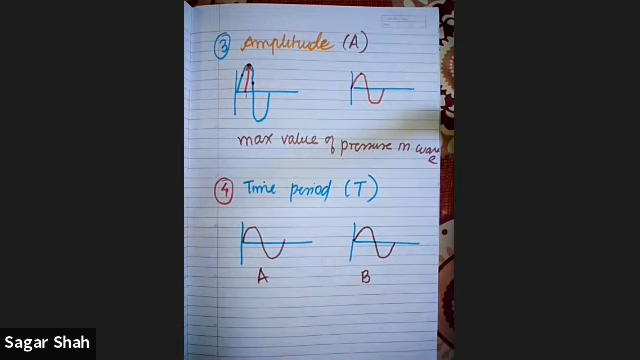 ③ Amplitude (A)
max value of pressure in wave
④ Time period (T)
A B
Sagar Shah